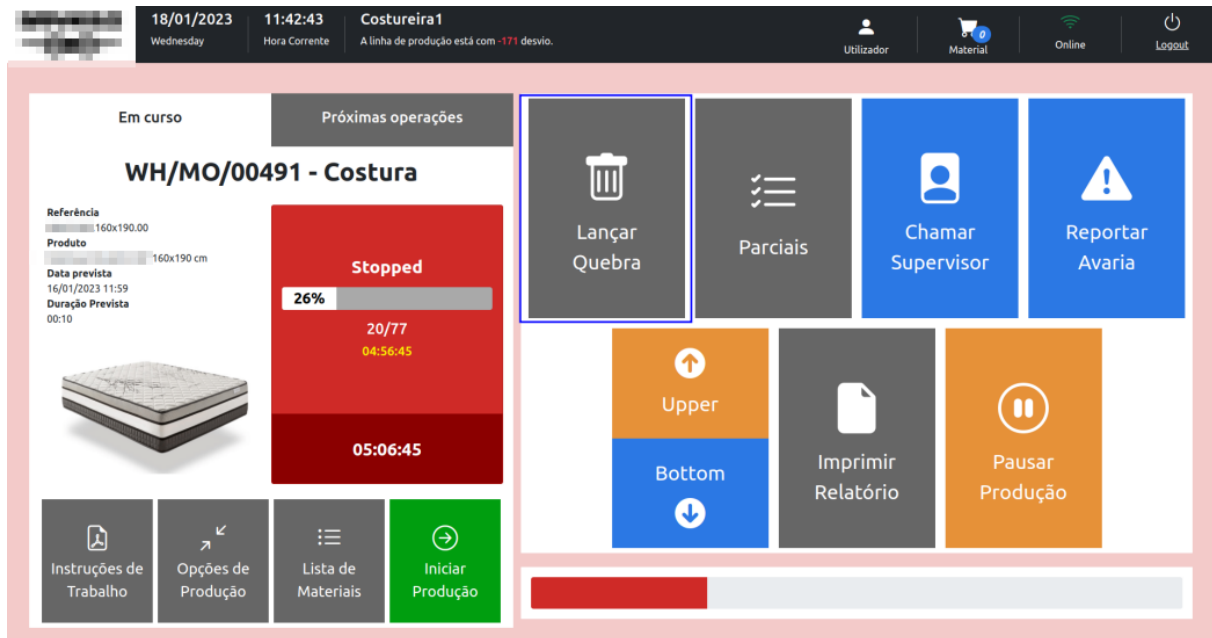 18/01/2023
Wednesday
11:42:43
Hora Corrente
Costureira1
A linha de produção está com -171 desvio.
Utilizador
0
Material
Online
Logout
Em curso
Próximas operações
WH/MO/00491 - Costura
Referência
160x190.00
Produto
160x190 cm
Data prevista
16/01/2023 11:59
Duração Prevista
00:10
Stopped
26%
20/77
04:56:45
05:06:45
Instruções de
Trabalho
Opções de
Produção
Lista de
Materiais
Iniciar
Produção
Lançar
Quebra
Parciais
Chamar
Supervisor
Reportar
Avaria
Upper
Bottom
Imprimir
Relatório
Pausar
Produção